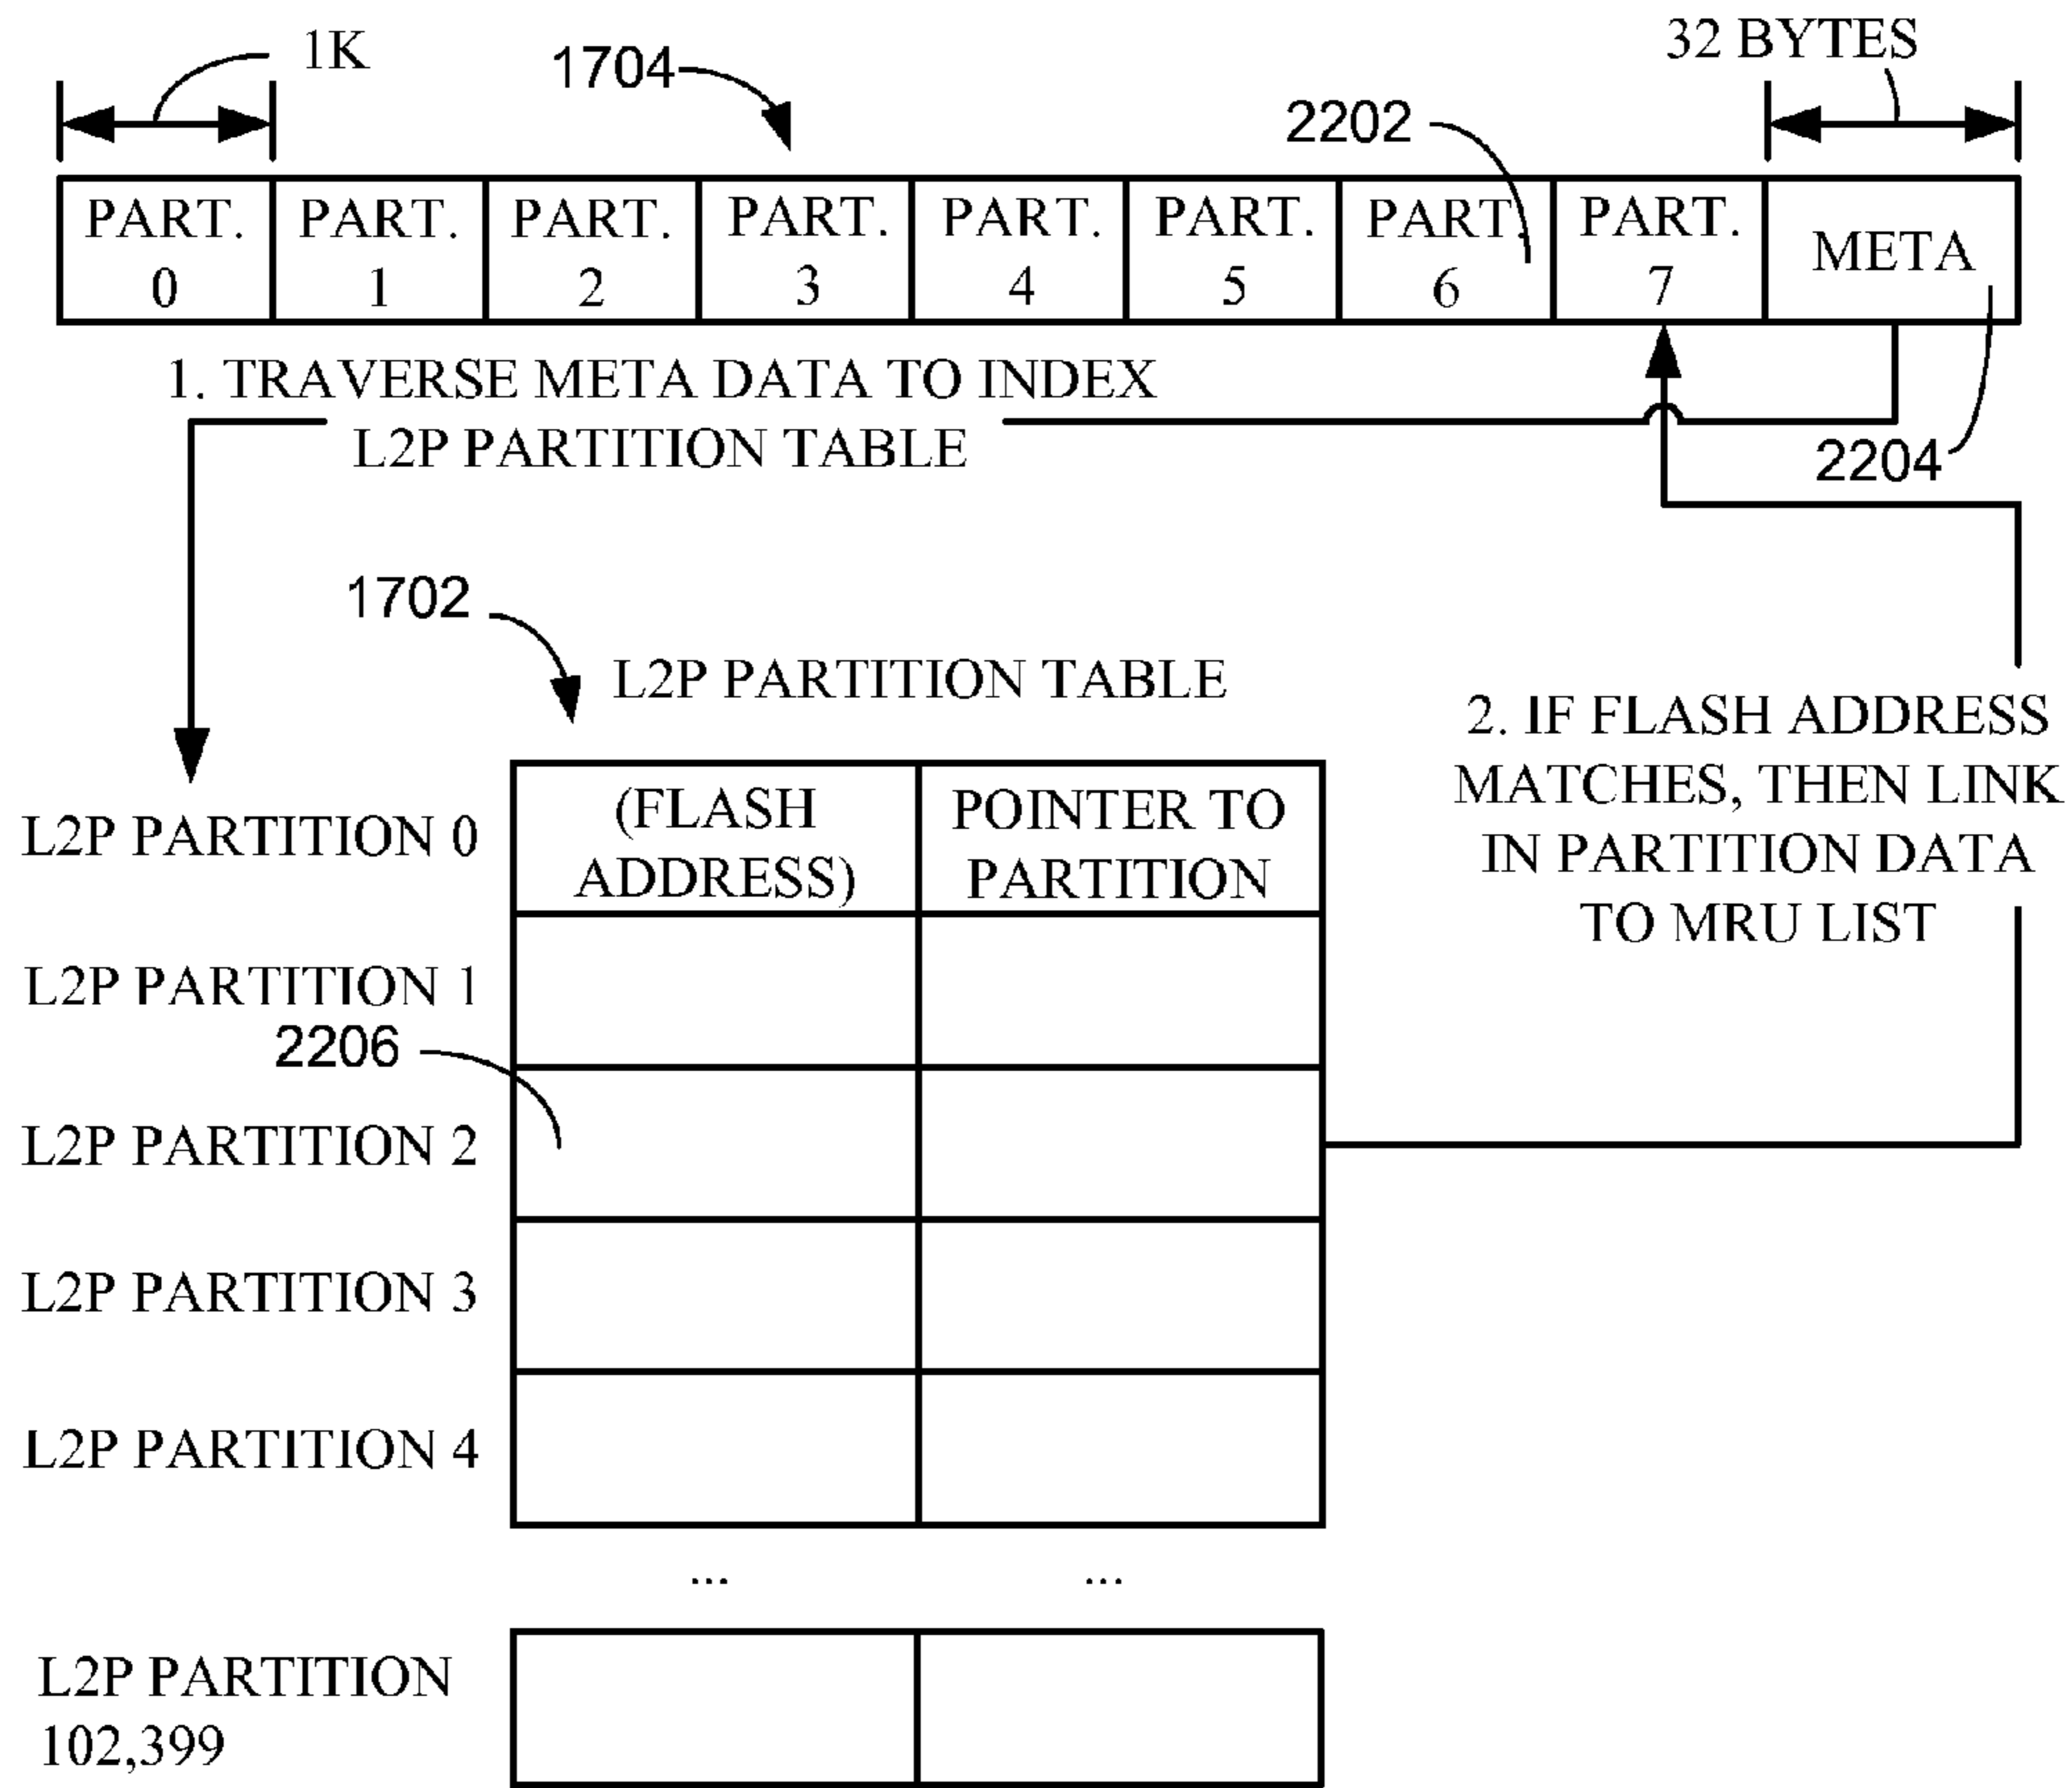 1K
1704
32 BYTES
2202
PART.
0
PART.
1
PART.
2
PART.
3
PART.
4
PART.
5
PART.
6
PART.
7
META
1. TRAVERSE META DATA TO INDEX
L2P PARTITION TABLE
2204
1702
L2P PARTITION TABLE
2. IF FLASH ADDRESS
MATCHES, THEN LINK
IN PARTITION DATA
TO MRU LIST
L2P PARTITION 0
(FLASH
ADDRESS)
POINTER TO
PARTITION
L2P PARTITION 1
2206
L2P PARTITION 2
L2P PARTITION 3
L2P PARTITION 4
... ...
L2P PARTITION
102,399